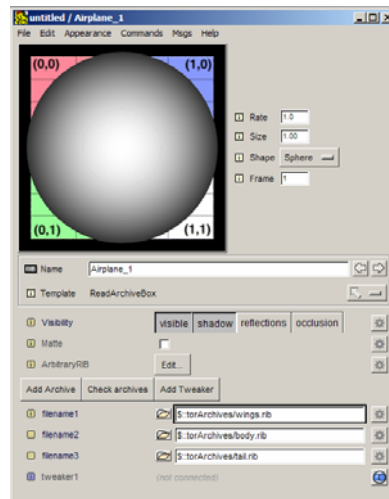 untitled / Airplane_1
File Edit Appearance Commands Msgs Help
(0,0) (1,0)
Rate 1.0
Size 1.00
Shape Sphere
Frame 1
(0,1) (1,1)
Name Airplane_1
Template ReadArchiveBox
Visibility visible shadow reflections occlusion
Matte
ArbitraryRIB Edit...
Add Archive Check archives Add Tweaker
filename1 $::torArchives/wings.rib
filename2 $::torArchives/body.rib
filename3 $::torArchives/tail.rib
tweaker1 (not connected)